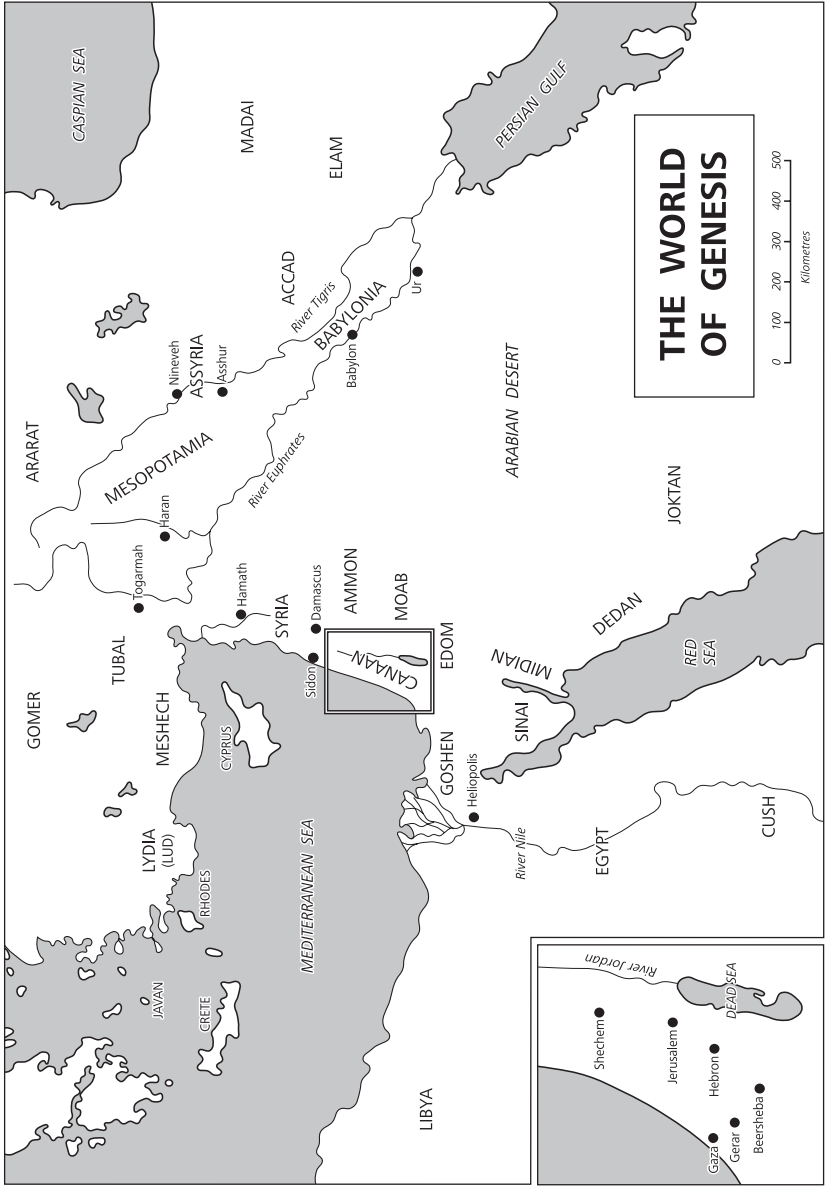 THE WORLD
OF GENESIS
0 100 200 300 400 500
Kilometres
CASPIAN SEA
MADAI
ELAM
PERSIAN GULF
ARARAT
Nineveh
ASSYRIA
Asshur
ACCAD
River Tigris
BABYLONIA
Babylon
Ur
MESOPOTAMIA
River Euphrates
Haran
Togarmah
ARABIAN DESERT
JOKTAN
GOMER
TUBAL
MESHECH
Hamath
SYRIA
Damascus
Sidon
AMMON
MOAB
CANAAN
EDOM
MIDIAN
DEDAN
SINAI
RED
SEA
CYPRUS
LYDIA
(LUD)
RHODES
JAVAN
CRETE
MEDITERRANEAN SEA
GOSHEN
Heliopolis
River Nile
EGYPT
CUSH
LIBYA
River Jordan
DEAD SEA
Shechem
Jerusalem
Hebron
Gaza
Gerar
Beersheba